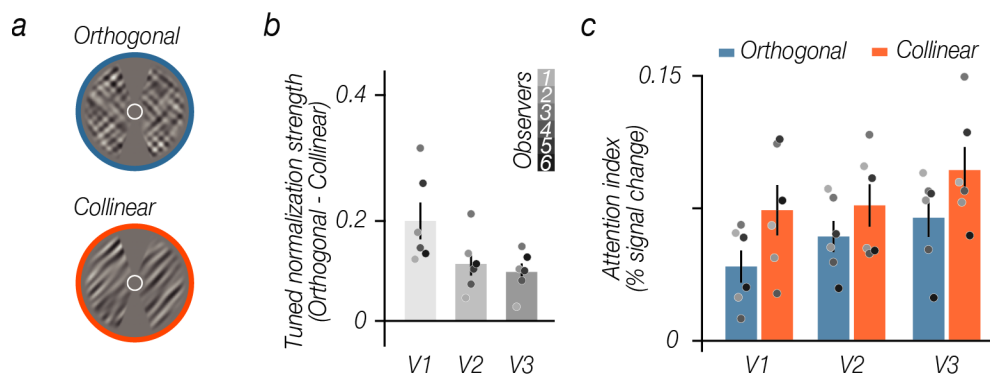 a
Orthogonal
Collinear
b
Tuned normalization strength
(Orthogonal - Collinear)
0.4
0.2
0
V1
V2
V3
Observers
1
2
3
4
5
6
c
Orthogonal
Collinear
Attention index
(% signal change)
0.15
0
V1
V2
V3